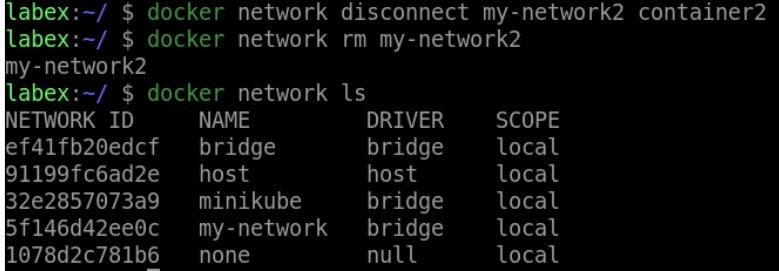 labex:~/ $ docker network disconnect my-network2 container2
labex:~/ $ docker network rm my-network2
my-network2
labex:~/ $ docker network ls
NETWORK ID     NAME         DRIVER    SCOPE
ef41fb20edcf   bridge       bridge    local
91199fc6ad2e   host         host      local
32e2857073a9   minikube     bridge    local
5f146d42ee0c   my-network   bridge    local
1078d2c781b6   none         null      local